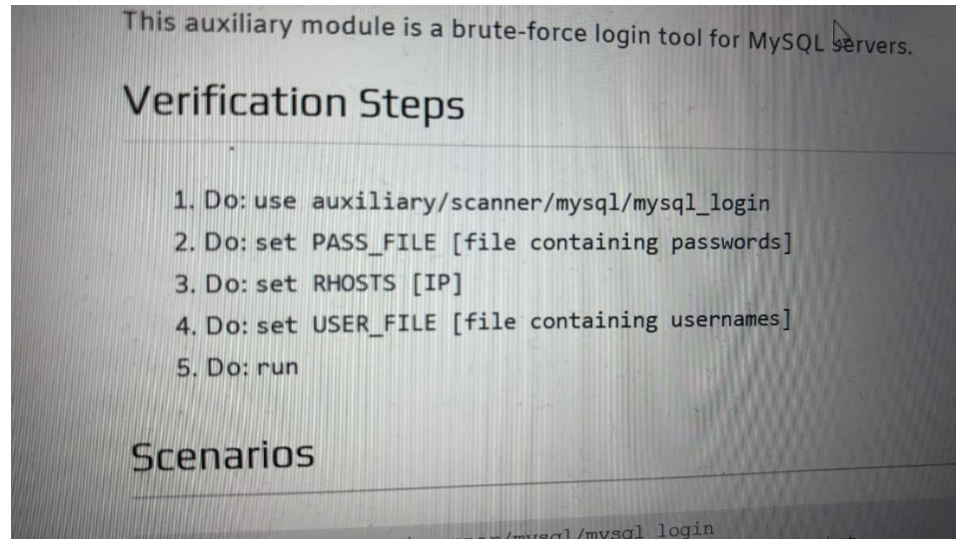 This auxiliary module is a brute-force login tool for MySQL servers.
Verification Steps
1. Do: use auxiliary/scanner/mysql/mysql_login
2. Do: set PASS_FILE [file containing passwords]
3. Do: set RHOSTS [IP]
4. Do: set USER_FILE [file containing usernames]
5. Do: run
Scenarios
/mysql/mysql_login